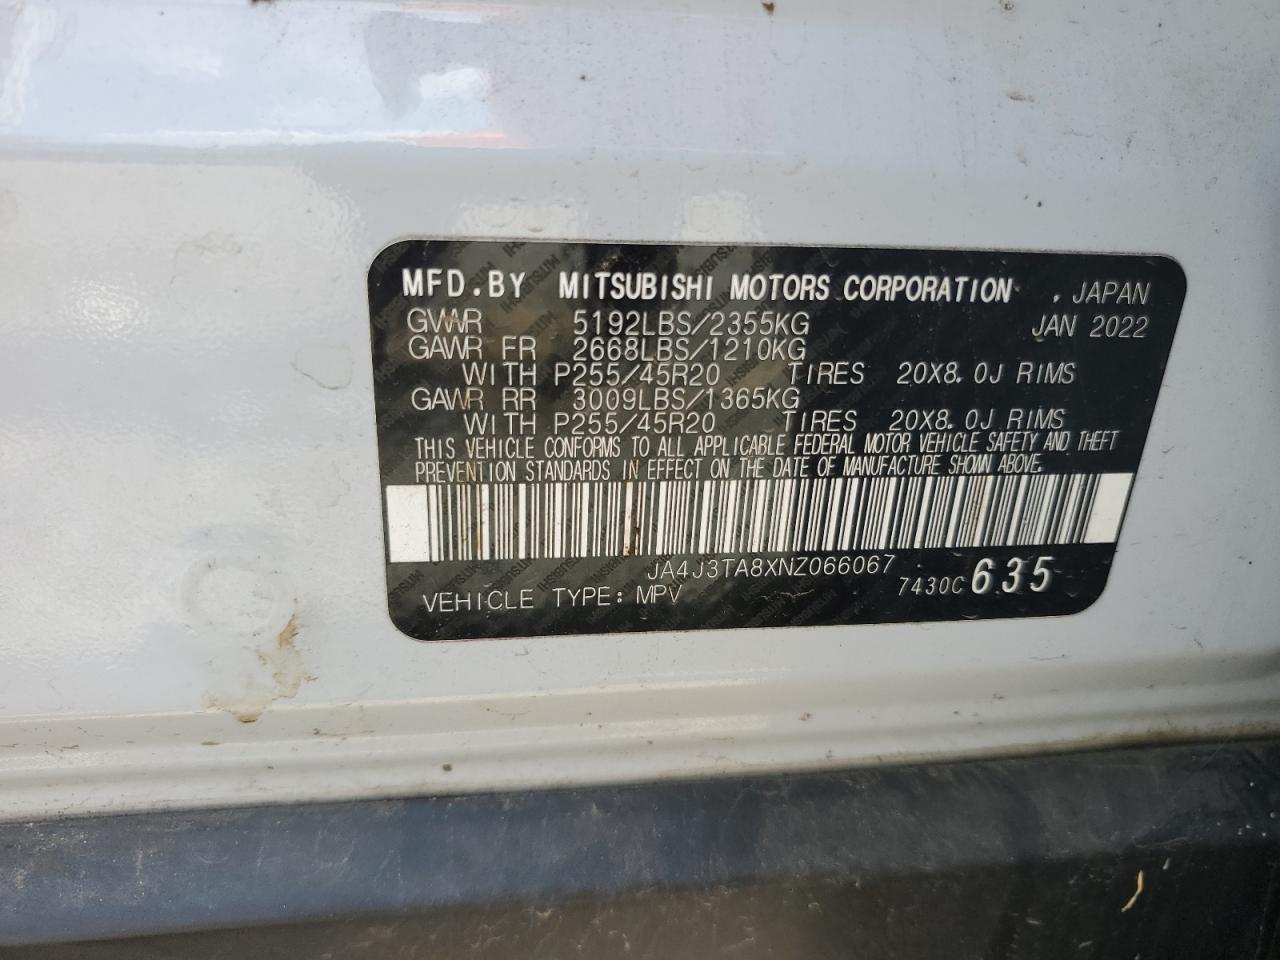 MFD.BY MITSUBISHI MOTORS CORPORATION . JAPAN
GVWR 5192LBS/2355KG JAN 2022
GAWR FR 2668LBS/1210KG
WITH P255/45R20 TIRES 20X8.0J RIMS
GAWR RR 3009LBS/1365KG
WITH P255/45R20 TIRES 20X8.0J RIMS
THIS VEHICLE CONFORMS TO ALL APPLICABLE FEDERAL MOTOR VEHICLE SAFETY AND THEFT
PREVENTION STANDARDS IN EFFECT ON THE DATE OF MANUFACTURE SHOWN ABOVE.
JA4J3TA8XNZ066067
VEHICLE TYPE: MPV 7430C 635